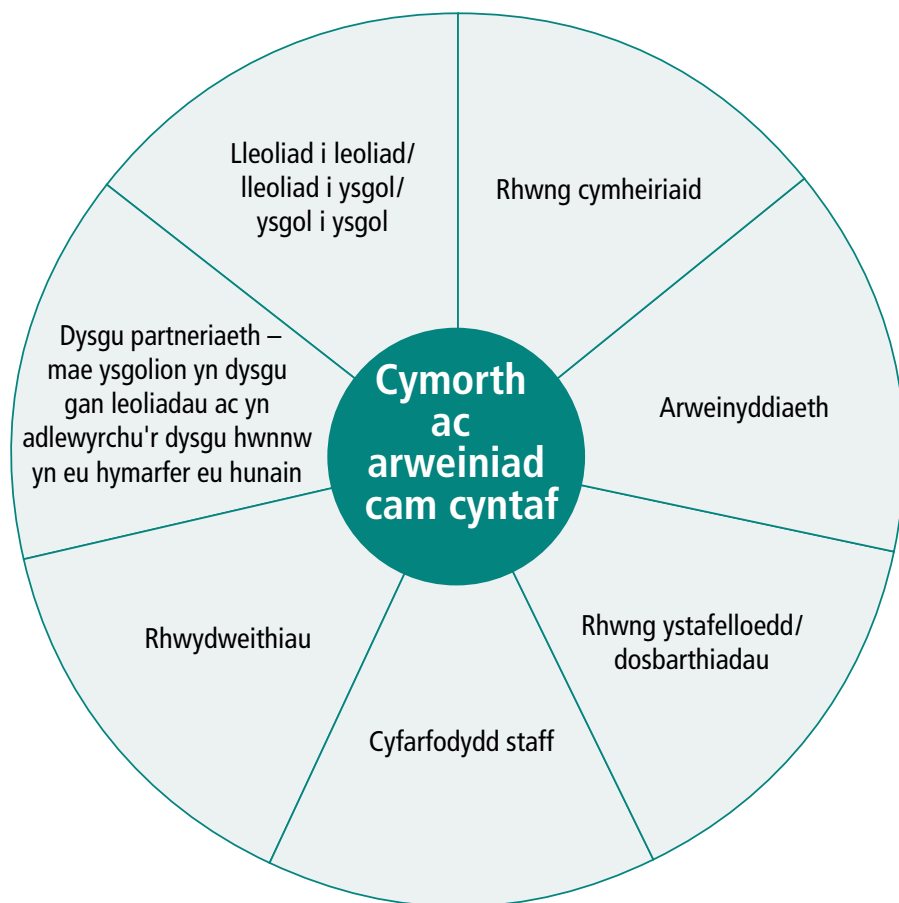 Lleoliad i leoliad/
lleoliad i ysgol/
ysgol i ysgol
Rhwng cymheiriaid
Dysgu partneriaeth –
mae ysgolion yn dysgu
gan leoliadau ac yn
adlewyrchu'r dysgu hwnnw
yn eu hymarfer eu hunain
Cymorth
ac
arweiniad
cam cyntaf
Arweinyddiaeth
Rhwydweithiau
Rhwng ystafelloedd/
dosbarthiadau
Cyfarfodydd staff